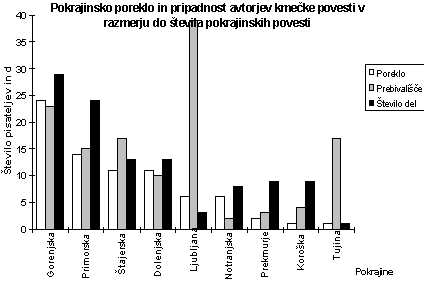 Pokrajinsko poreklo in pripadnost avtorjev kmečke povesti v
razmerju do števila pokrajinskih povesti
40
35
30
25
20
15
10
5
0
Število pisateljev in d
Gorenjska
Primorska
Štajerska
Dolenjska
Ljubljana
Notranjska
Prekmurje
Koroška
Tujina
Pokrajine
Poreklo
Prebivališče
Število del